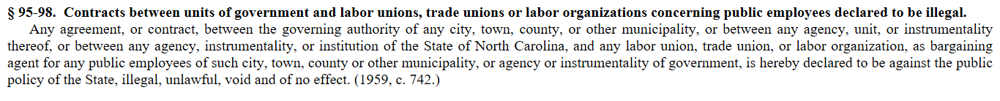 § 95-98. Contracts between units of government and labor unions, trade unions or labor organizations concerning public employees declared to be illegal.
Any agreement, or contract, between the governing authority of any city, town, county, or other municipality, or between any agency, unit, or instrumentality
thereof, or between any agency, instrumentality, or institution of the State of North Carolina, and any labor union, trade union, or labor organization, as bargaining
agent for any public employees of such city, town, county or other municipality, or agency or instrumentality of government, is hereby declared to be against the public
policy of the State, illegal, unlawful, void and of no effect. (1959, c. 742.)